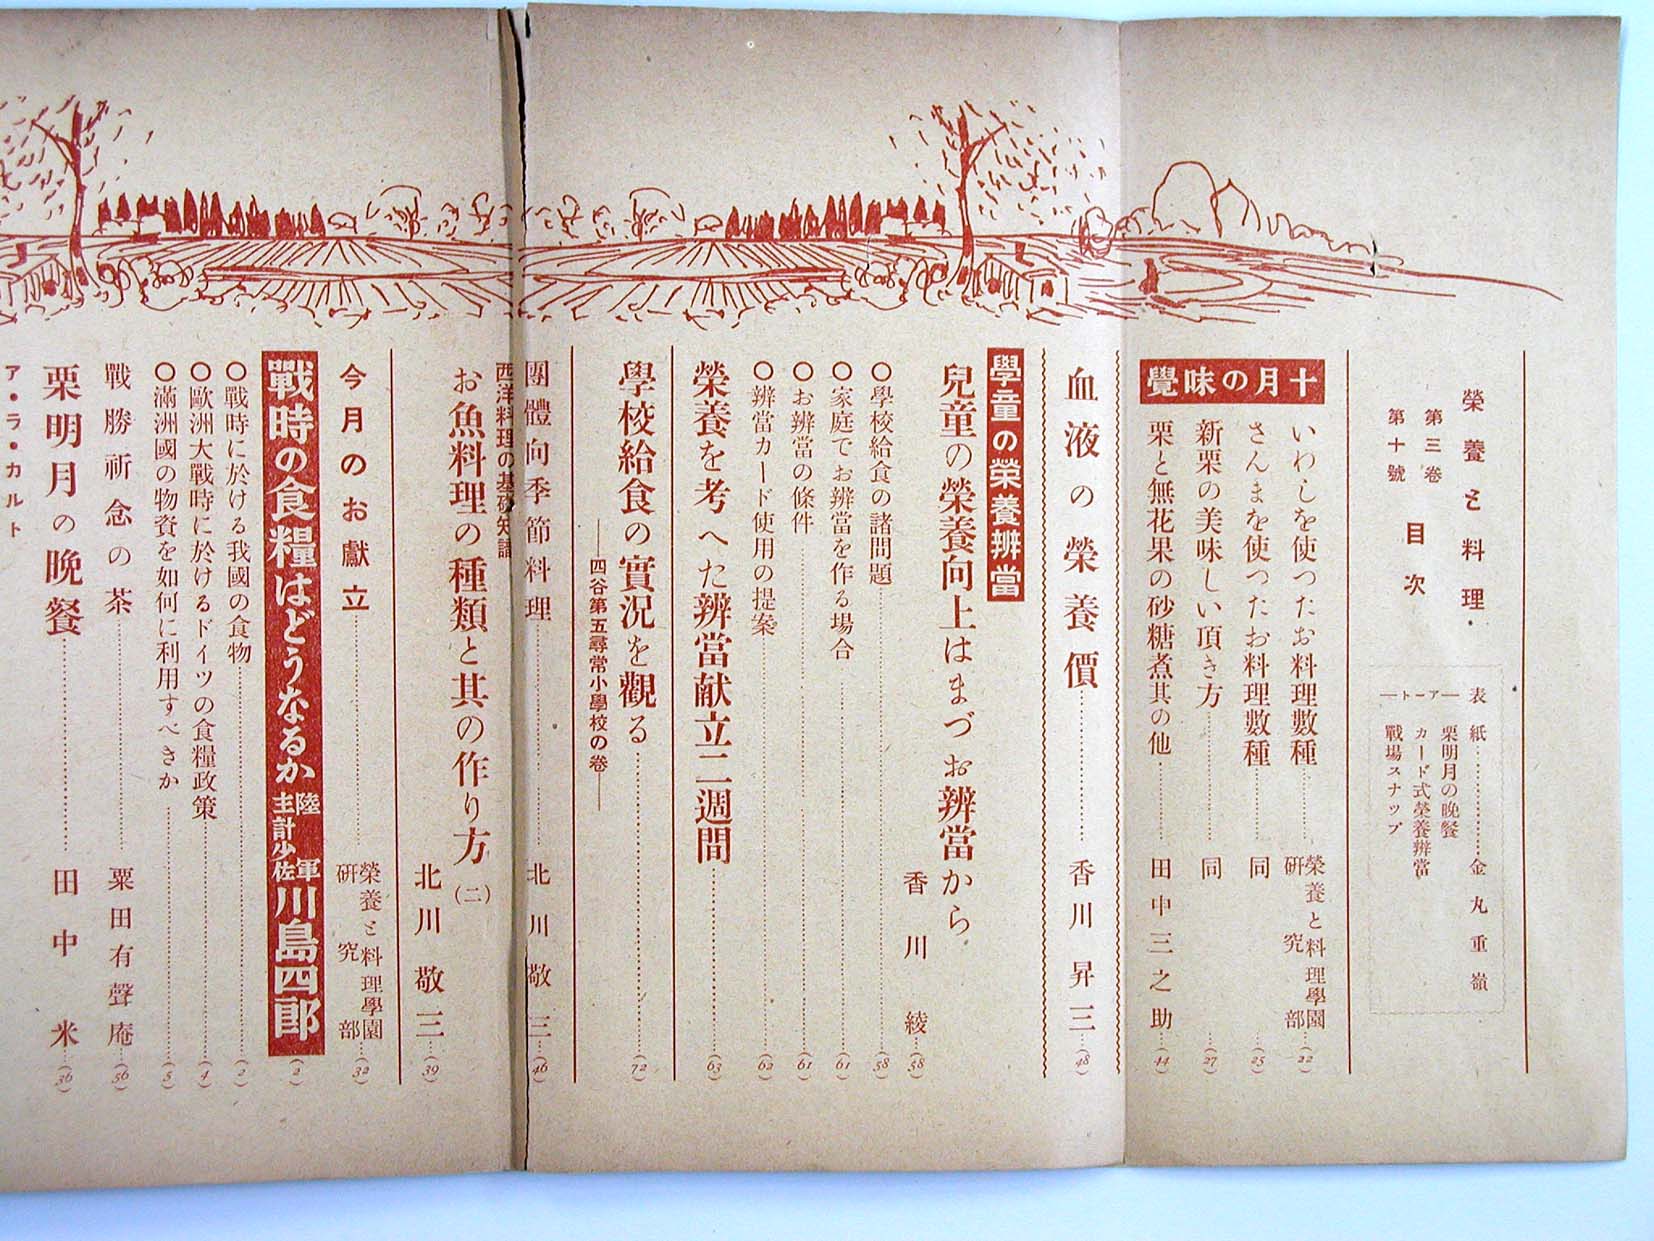 榮養と料理・
第三卷
第十號
目次
表紙
金丸重嶺
―アート―
栗明月の晩餐
カード式榮養辨當
戰場スナップ
十月の味覺
いわしを使つたお料理數種
榮養と料理學園
研究部
(22)
さんまを使つたお料理數種
同
(25)
新栗の美味しい頂き方
同
(27)
栗と無花果の砂糖煮其の他
田中三之助
(44)
血液の榮養價
香川昇三
(48)
學童の榮養辨當
兒童の榮養向上はまづお辨當から
香川綾
(58)
○學校給食の諸問題
(58)
○家庭でお辨當を作る場合
(61)
○お辨當の條件
(61)
○辨當カード使用の提案
(62)
榮養を考へた辨當献立二週間
(63)
學校給食の實況を觀る
(72)
――四谷第五尋常小學校の卷――
團體向季節料理
北川敬三
(46)
西洋料理の基礎知識
お魚料理の種類と其の作り方
(二)
北川敬三
(39)
今月のお獻立
榮養と料理學園
研究部
(32)
戰時の食糧はどうなるか
陸軍
主計少佐
川島四郎
(2)
○戰時に於ける我國の食物
(2)
○歐洲大戰時に於けるドイツの食糧政策
(4)
○滿洲國の物資を如何に利用すべきか
(5)
戰勝祈念の茶
粟田有聲庵
(56)
栗明月の晩餐
田中米
(36)
ア・ラ・カルト